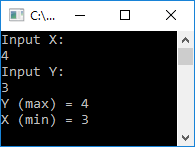 C:\...
Input X:
4
Input Y:
3
Y (max) = 4
X (min) = 3